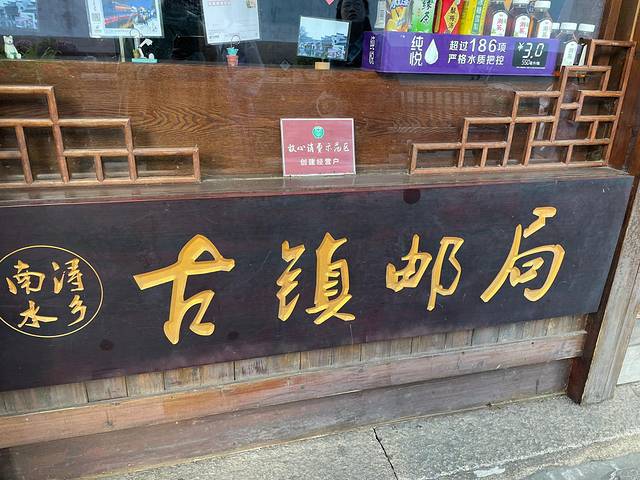 纯悦
超过186项
严格水质把控
¥3.0
放心消费示范区
创建经营户
南浔
水乡
古镇邮局